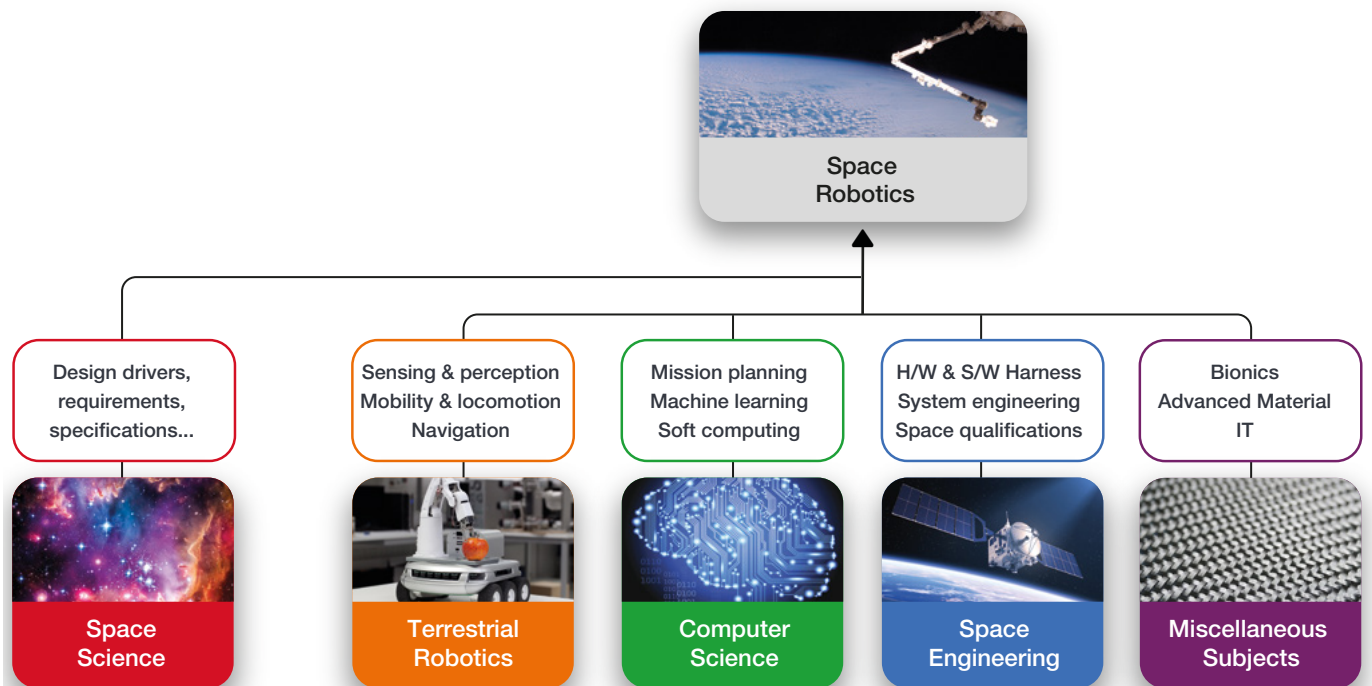 Space
Robotics
Design drivers,
requirements,
specifications...
Sensing & perception
Mobility & locomotion
Navigation
Mission planning
Machine learning
Soft computing
H/W & S/W Harness
System engineering
Space qualifications
Bionics
Advanced Material
IT
Space
Science
Terrestrial
Robotics
Computer
Science
Space
Engineering
Miscellaneous
Subjects